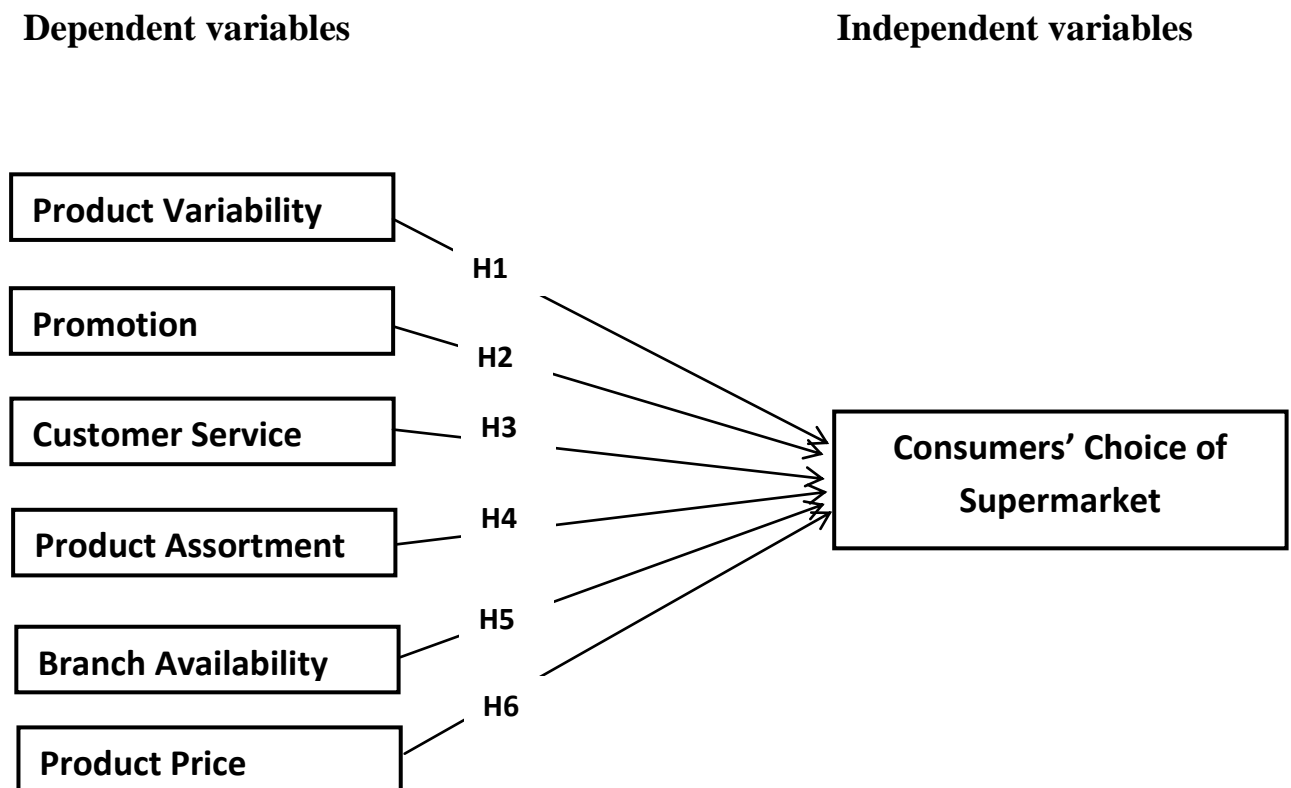 Dependent variables
Independent variables
Product Variability
H1
Promotion
H2
Customer Service
H3
Consumers’ Choice of
Supermarket
Product Assortment
H4
Branch Availability
H5
Product Price
H6